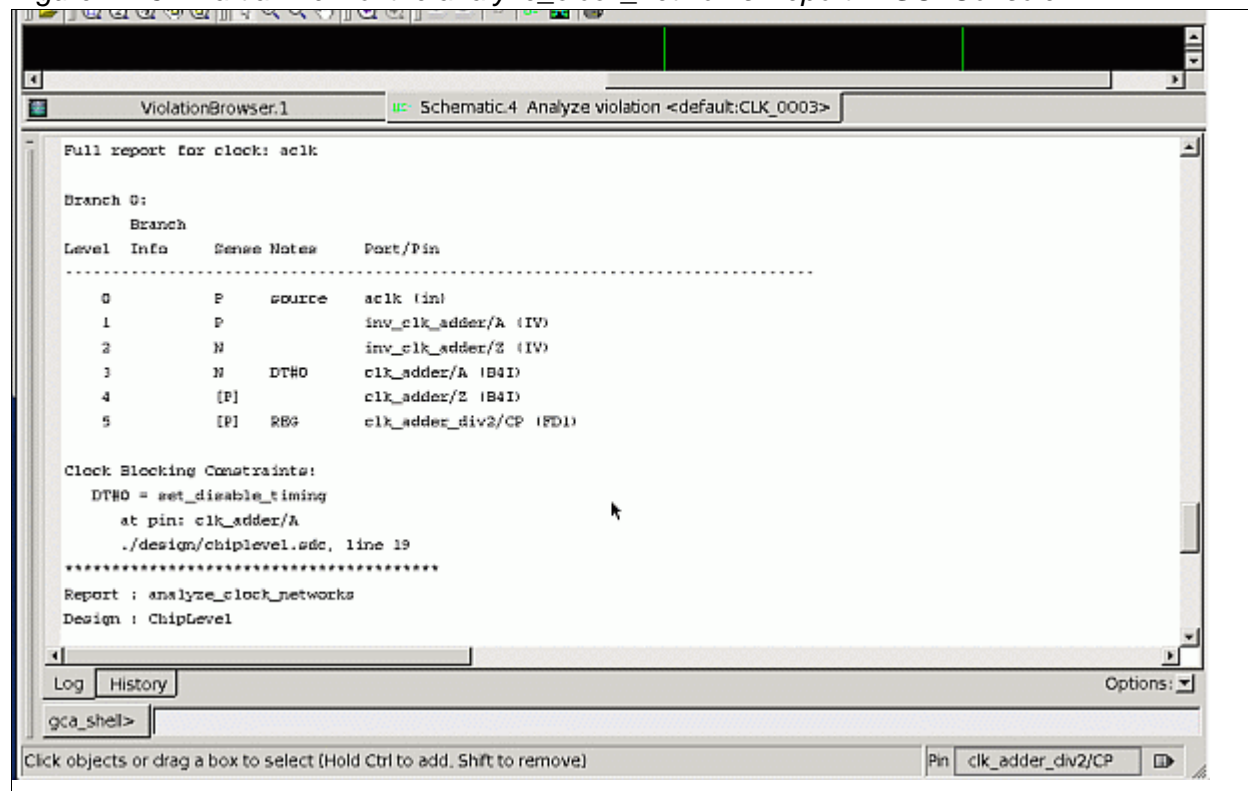 ViolationBrowser.1 Schematic.4 Analyze violation <default:CLK_0003>
Full report for clock: aclk
Branch 0:
Branch
Level Info Sense Notes Port/Pin
--------------------------------------------------------------------------------
0 P source aclk (in)
1 P inv_clk_adder/A (IV)
2 N inv_clk_adder/Z (IV)
3 N DT#0 clk_adder/A (B4I)
4 [P] clk_adder/Z (B4I)
5 [P] REG clk_adder_div2/CP (FD1)
Clock Blocking Constraints:
DT#0 = set_disable_timing
at pin: clk_adder/A
./design/chiplevel.sdc, line 19
****************************************
Report : analyze_clock_networks
Design : ChipLevel
Log History Options:
gca_shell>
Click objects or drag a box to select (Hold Ctrl to add, Shift to remove) Pin clk_adder_div2/CP